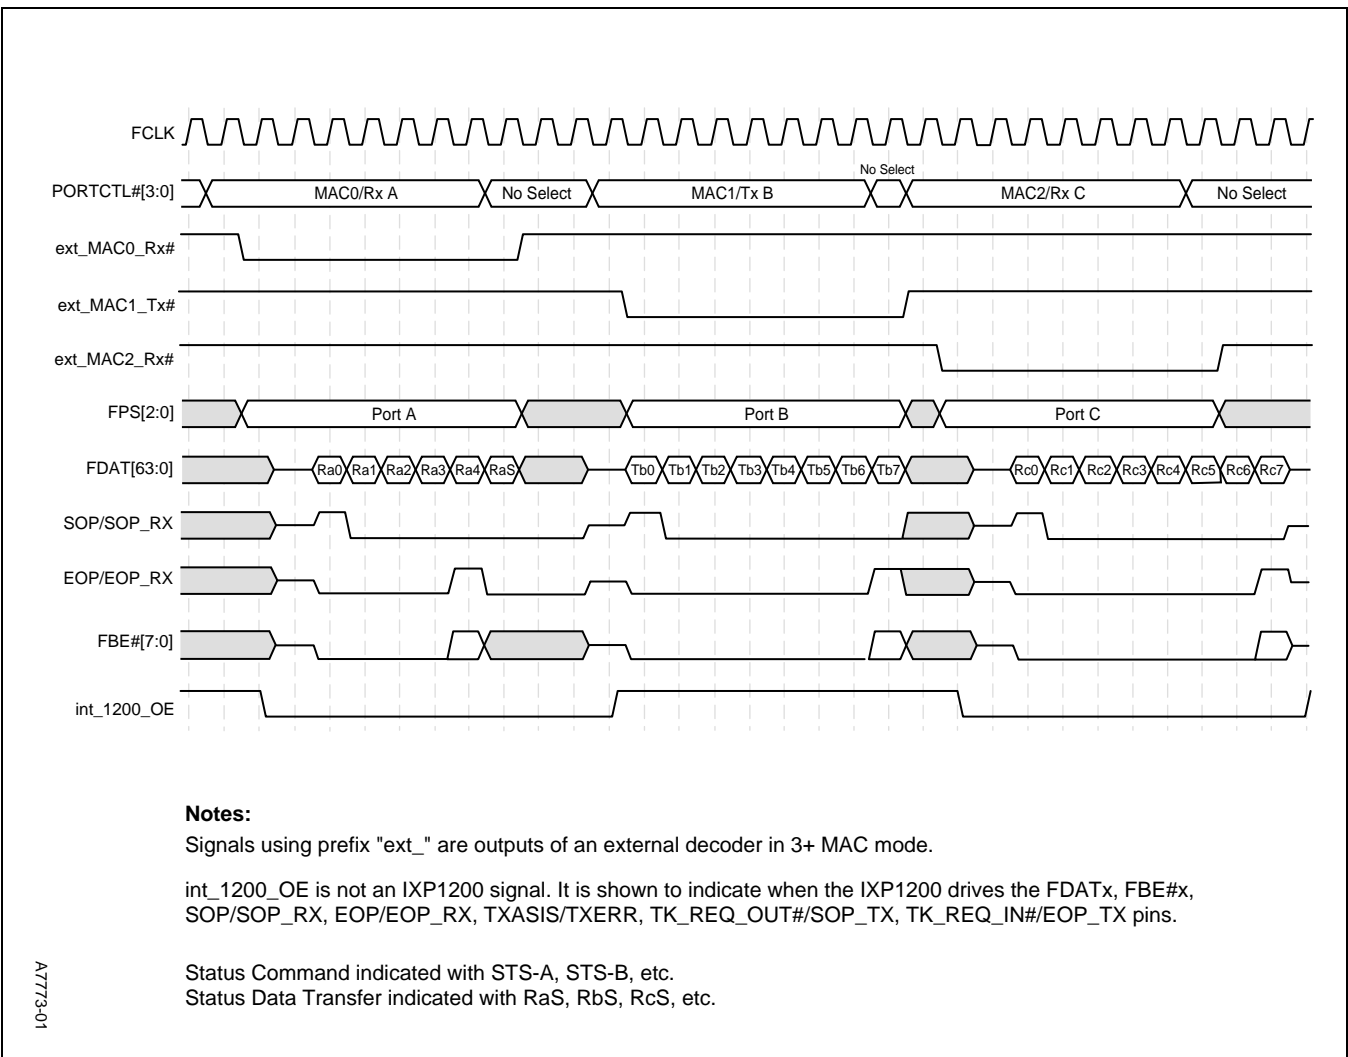 FCLK
No Select
PORTCTL#[3:0] MAC0/Rx A No Select MAC1/Tx B MAC2/Rx C No Select
ext_MAC0_Rx#
ext_MAC1_Tx#
ext_MAC2_Rx#
FPS[2:0] Port A Port B Port C
FDAT[63:0] Ra0 Ra1 Ra2 Ra3 Ra4 RaS Tb0 Tb1 Tb2 Tb3 Tb4 Tb5 Tb6 Tb7 Rc0 Rc1 Rc2 Rc3 Rc4 Rc5 Rc6 Rc7
SOP/SOP_RX
EOP/EOP_RX
FBE#[7:0]
int_1200_OE
Notes:
Signals using prefix "ext_" are outputs of an external decoder in 3+ MAC mode.
int_1200_OE is not an IXP1200 signal. It is shown to indicate when the IXP1200 drives the FDATx, FBE#x,
SOP/SOP_RX, EOP/EOP_RX, TXASIS/TXERR, TK_REQ_OUT#/SOP_TX, TK_REQ_IN#/EOP_TX pins.
Status Command indicated with STS-A, STS-B, etc.
Status Data Transfer indicated with RaS, RbS, RcS, etc.
A7773-01